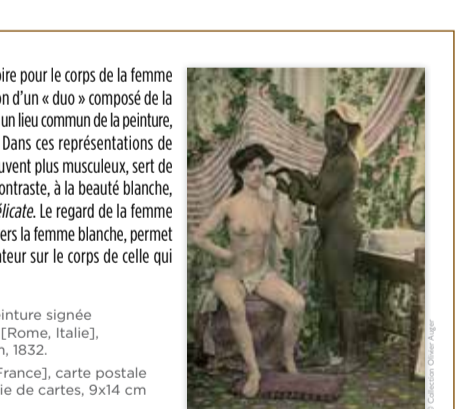 oire pour le corps de la femme
on d'un « duo » composé de la
un lieu commun de la peinture,
Dans ces représentations de
uvent plus musculeux, sert de
ontraste, à la beauté blanche,
élicate. Le regard de la femme
ers la femme blanche, permet
ateur sur le corps de celle qui
einture signée
[Rome, Italie],
n, 1832.
France], carte postale
ie de cartes, 9x14 cm
Collection Olivier Auger